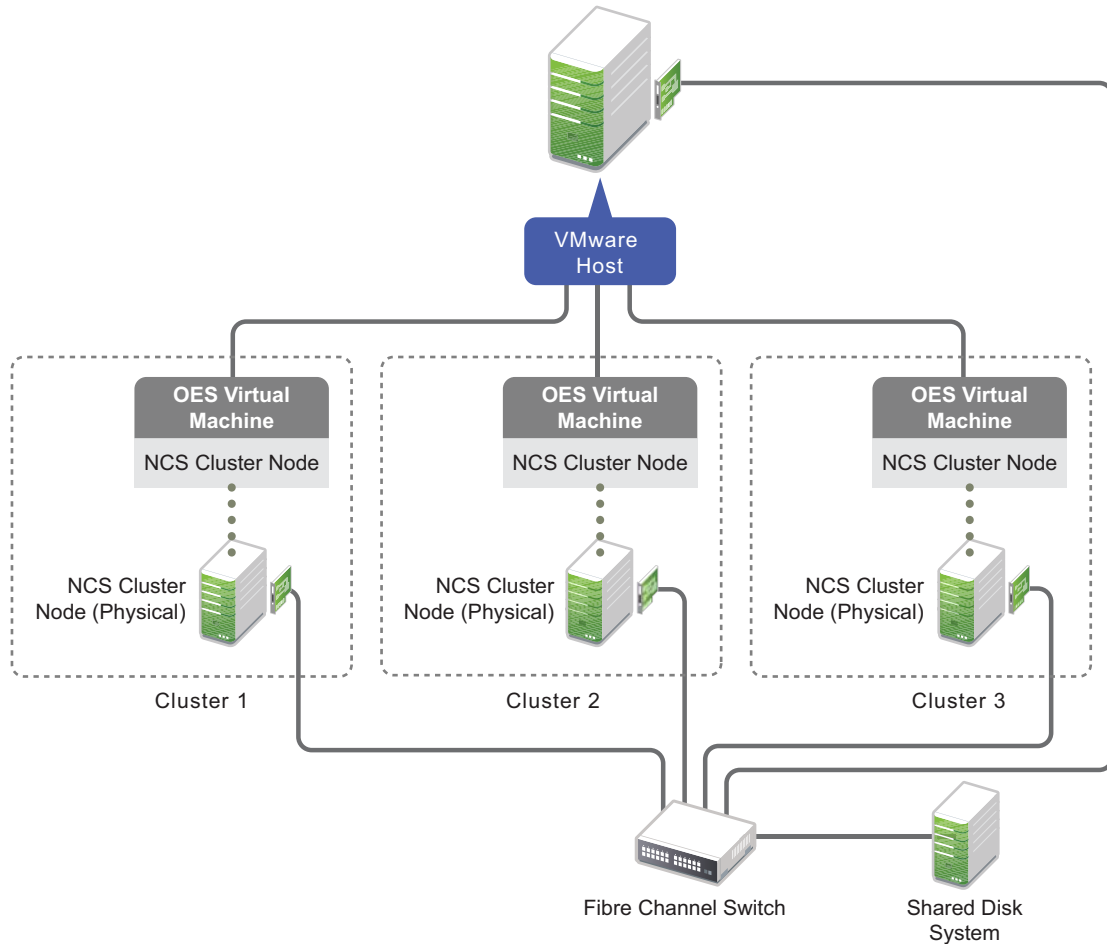 VMware
Host
OES Virtual
Machine
NCS Cluster Node
NCS Cluster
Node (Physical)
Cluster 1
OES Virtual
Machine
NCS Cluster Node
NCS Cluster
Node (Physical)
Cluster 2
OES Virtual
Machine
NCS Cluster Node
NCS Cluster
Node (Physical)
Cluster 3
Fibre Channel Switch
Shared Disk
System